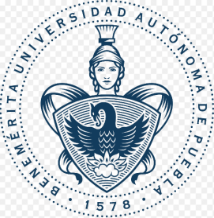 BENEMÉRITA UNIVERSIDAD AUTÓNOMA DE PUEBLA
· 1578 ·